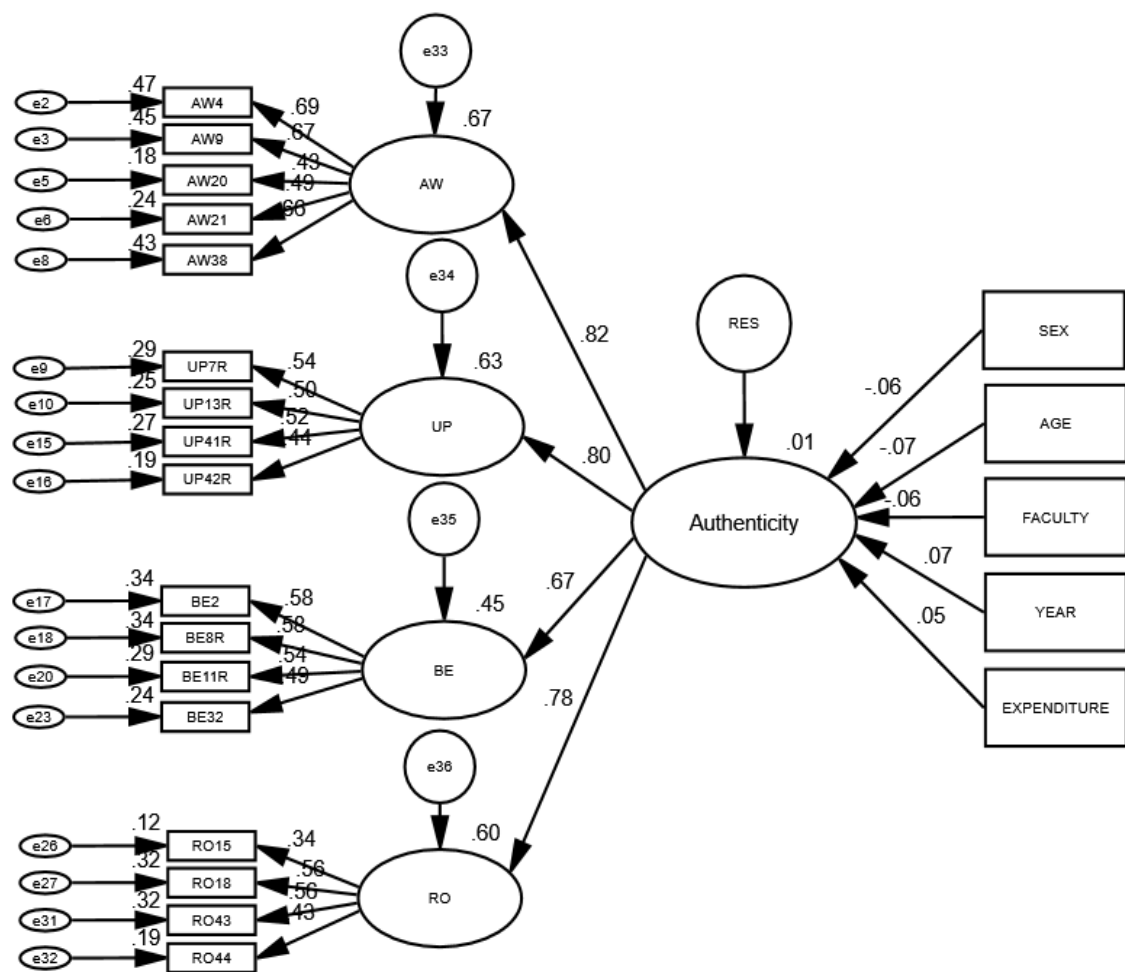 e33
.67
AW
e2
.47
AW4
.69
e3
.45
AW9
.67
e5
.18
AW20
.43
e6
.24
AW21
.49
e8
.43
AW38
.66
e34
.63
UP
e9
.29
UP7R
.54
e10
.25
UP13R
.50
e15
.27
UP41R
.52
e16
.19
UP42R
.44
e35
.45
BE
e17
.34
BE2
.58
e18
.34
BE8R
.58
e20
.29
BE11R
.54
e23
.24
BE32
.49
e36
.60
RO
e26
.12
RO15
.34
e27
.32
RO18
.56
e31
.32
RO43
.56
e32
.19
RO44
.43
.82
.80
.67
.78
RES
.01
Authenticity
-.06
SEX
-.07
AGE
-.06
FACULTY
.07
YEAR
.05
EXPENDITURE